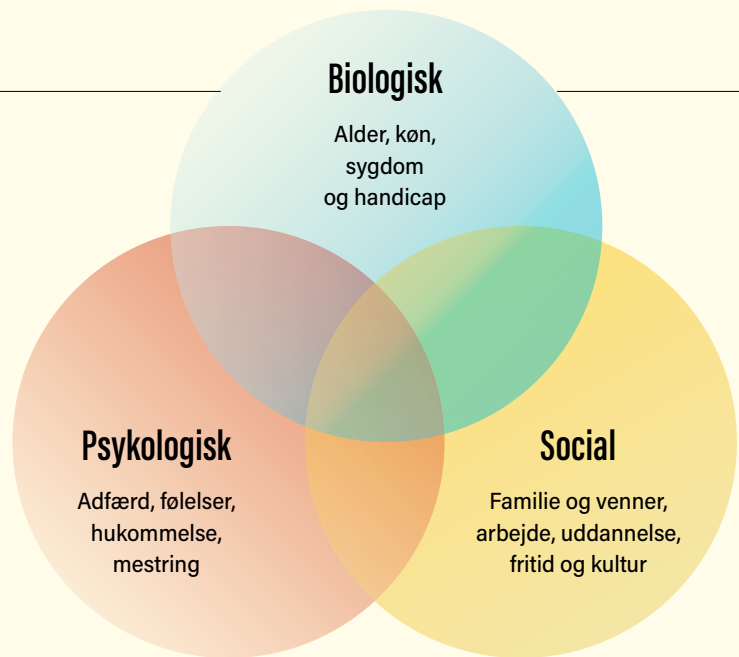 Biologisk
Alder, køn,
sygdom
og handicap
Psykologisk
Adfærd, følelser,
hukommelse,
mestring
Social
Familie og venner,
arbejde, uddannelse,
fritid og kultur